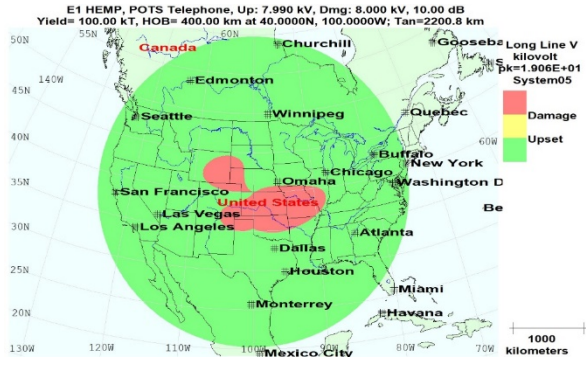 E1 HEMP, POTS Telephone, Up: 7.990 kV, Dmg: 8.000 kV, 10.00 dB
Yield= 100.00 kT, HOB= 400.00 km at 40.0000N, 100.0000W; Tan=2200.8 km
50N
55N
60N
Canada
Churchill
Gooseba
Long Line V
kilovolt
pk=1.906E+01
System05
140W
Edmonton
45N
Seattle
Winnipeg
Quebec
Damage
Upset
40N
Buffalo
New York
60W
Chicago
35N
San Francisco
Omaha
Washington D
United States
Be
Las Vegas
30N
Los Angeles
Atlanta
Dallas
25N
Houston
Miami
20N
Monterrey
Havana
1000
kilometers
130W
120W
110W
100W
Mexico City
90W
80W
70W